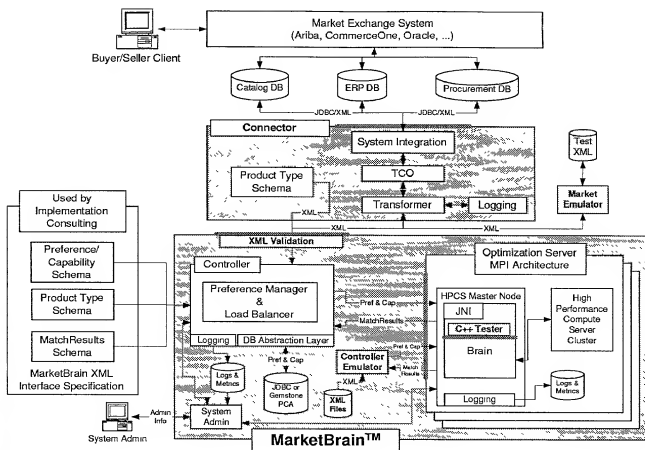 Market Exchange System
(Ariba, CommerceOne, Oracle, ...)
Buyer/Seller Client
Catalog DB
ERP DB
Procurement DB
JDBC/XML
JDBC/XML
Connector
System Integration
Test
XML
Product Type
Schema
TCO
Used by
Implementation
Consulting
Transformer
Logging
Market
Emulator
XML
XML
XML
XML Validation
Preference/
Capability
Schema
Controller
Optimization Server
MPI Architecture
Preference Manager
&
Load Balancer
HPCS Master Node
High
Performance
Compute
Server
Cluster
Product Type
Schema
Pref & Cap
JNI
MatchResults
C++ Tester
MatchResults
Schema
Logging
DB Abstraction Layer
Pref & Cap
Brain
Pref & Cap
Controller
Emulator
Match
Results
MarketBrain XML
Interface Specification
Logs &
Metrics
JDBC or
Gemstone
PCA
XML
XML
Files
Logs &
Metrics
Logging
Admin
Info
System
Admin
System Admin
MarketBrain™